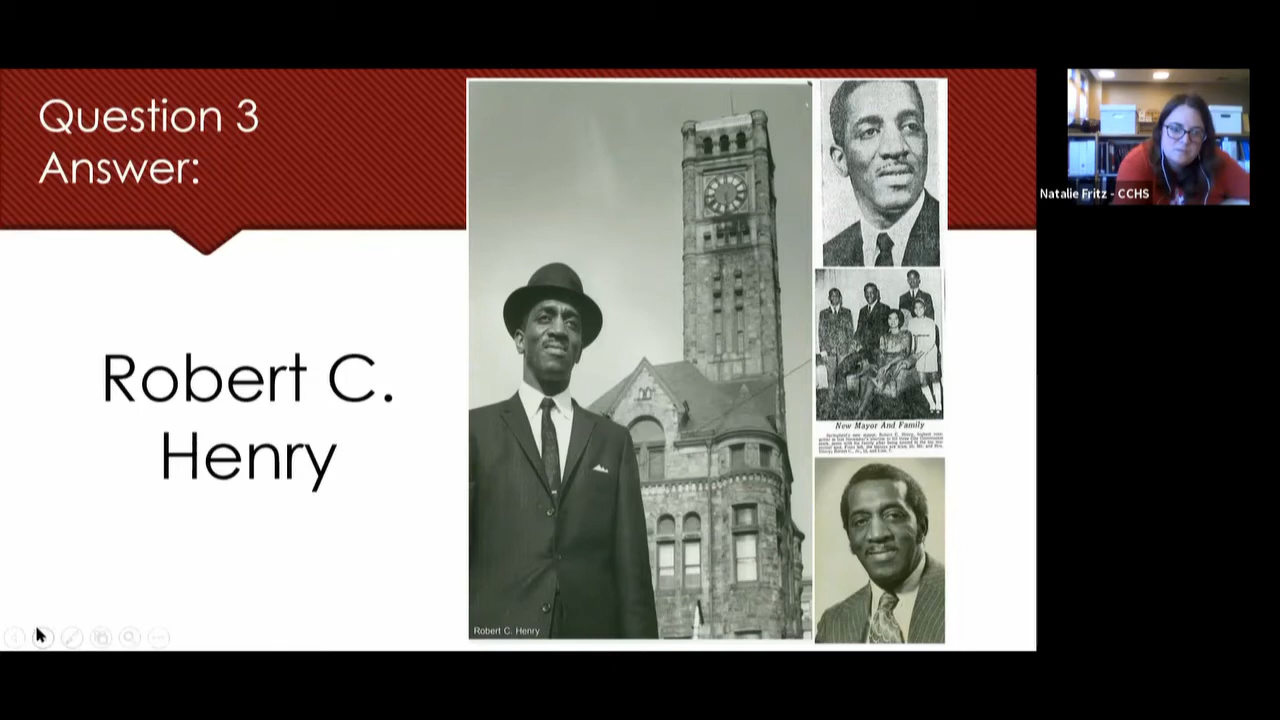 Question 3
Answer:
Robert C.
Henry
Robert C. Henry
New Mayor And Family
Natalie Fritz - CCHS